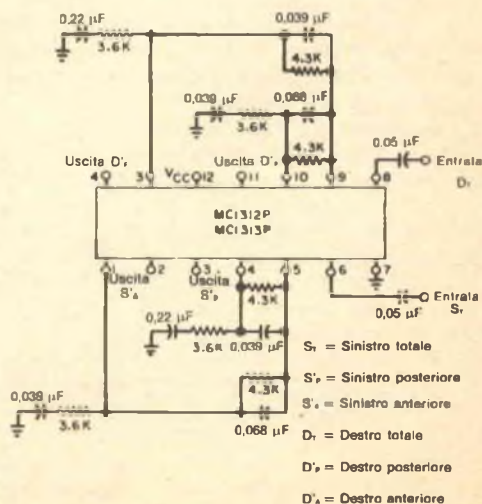 0,22 µF
3.6K
0,039 µF
4.3K
0,039 µF
3.6K
0,068 µF
4.3K
0,05 µF
Uscita D'F
Uscita D'P
Entrata
DT
4 3 VCC 12 11 10 9 8
MC1312P
MC1313P
1 2 3 4 5 6 7
Uscita
S'A
Uscita
S'P
4.3K
0,22 µF
3.6K
0,039 µF
Entrata
ST
0,05 µF
4.3K
0,039 µF
3.6K
0,068 µF
ST = Sinistro totale
S'P = Sinistro posteriore
S'A = Sinistro anteriore
DT = Destro totale
D'P = Destro posteriore
D'A = Destro anteriore